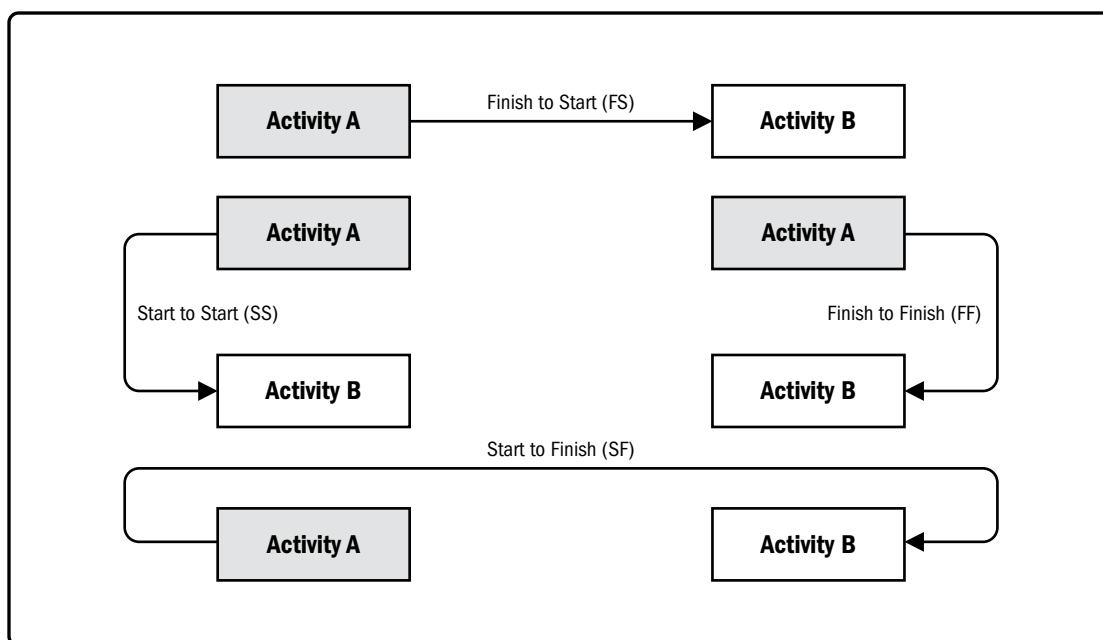 Activity A
Finish to Start (FS)
Activity B
Activity A
Activity A
Start to Start (SS)
Finish to Finish (FF)
Activity B
Activity B
Start to Finish (SF)
Activity A
Activity B